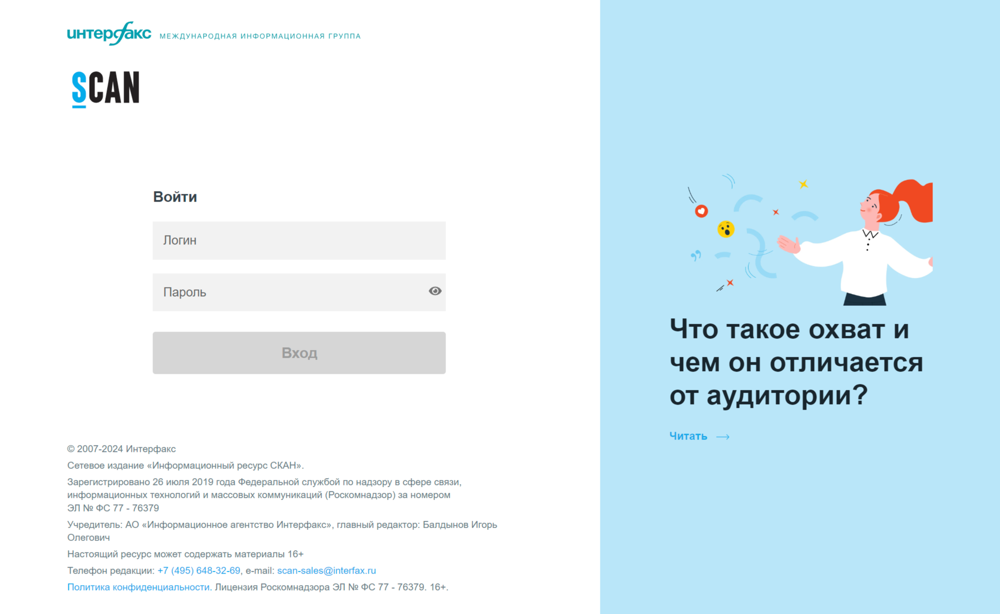 интерфакс МЕЖДУНАРОДНАЯ ИНФОРМАЦИОННАЯ ГРУППА
SCAN
Войти
Логин
Пароль
Вход
© 2007-2024 Интерфакс
Сетевое издание «Информационный ресурс СКАН».
Зарегистрировано 26 июля 2019 года Федеральной службой по надзору в сфере связи,
информационных технологий и массовых коммуникаций (Роскомнадзор) за номером
ЭЛ № ФС 77 - 76379
Учредитель: АО «Информационное агентство Интерфакс», главный редактор: Балдынов Игорь
Олегович
Настоящий ресурс может содержать материалы 16+
Телефон редакции: +7 (495) 648-32-69, e-mail: scan-sales@interfax.ru
Политика конфиденциальности. Лицензия Роскомнадзора ЭЛ № ФС 77 - 76379. 16+.
Что такое охват и
чем он отличается
от аудитории?
Читать